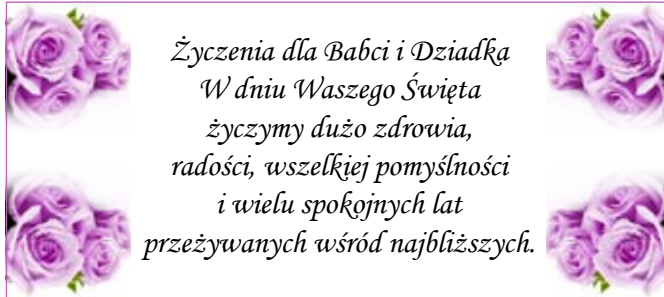 Życzenia dla Babci i Dziadka
W dniu Waszego Święta
życzymy dużo zdrowia,
radości, wszelkiej pomyślności
i wielu spokojnych lat
przeżywanych wśród najbliższych.